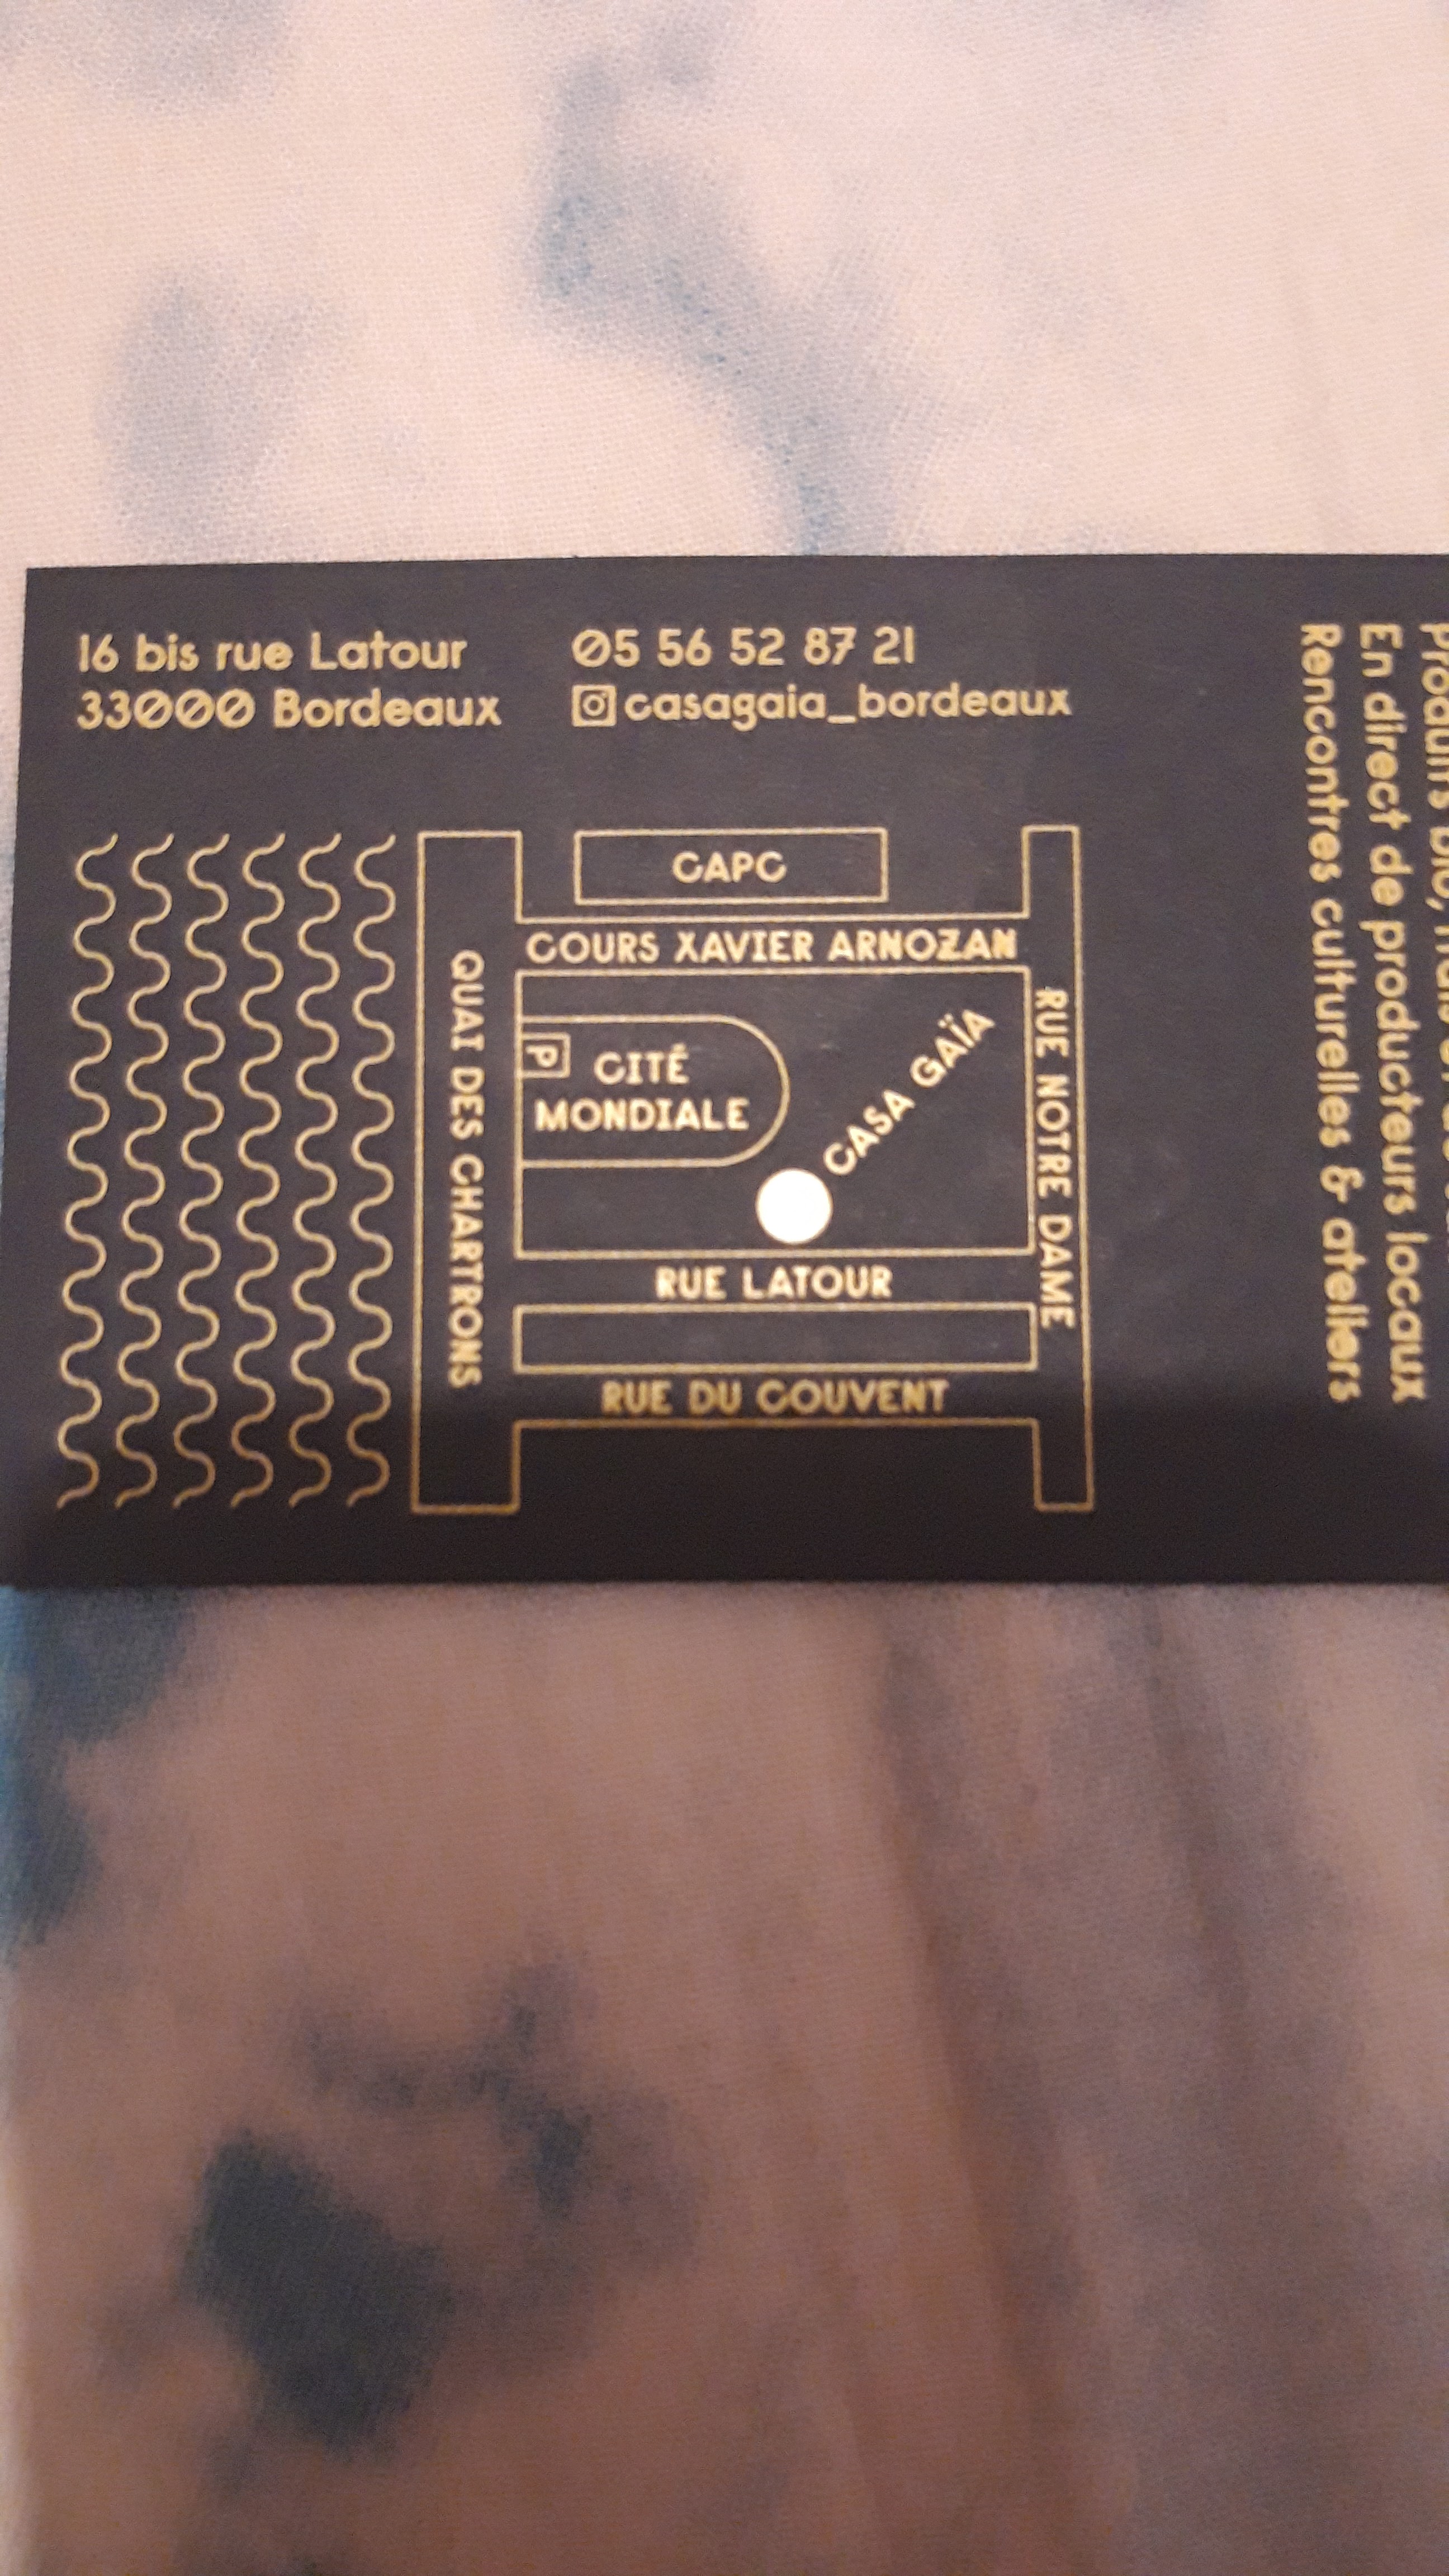 16 bis rue Latour
33000 Bordeaux
05 56 52 87 21
casagaia_bordeaux
CAPC
COURS XAVIER ARNOZAN
QUAI DES CHARTRONS
P
CITÉ
MONDIALE
CASA GAÏA
RUE NOTRE DAME
RUE LATOUR
RUE DU COUVENT
Produits bio,
En direct de producteurs locaux
Rencontres culturelles & ateliers